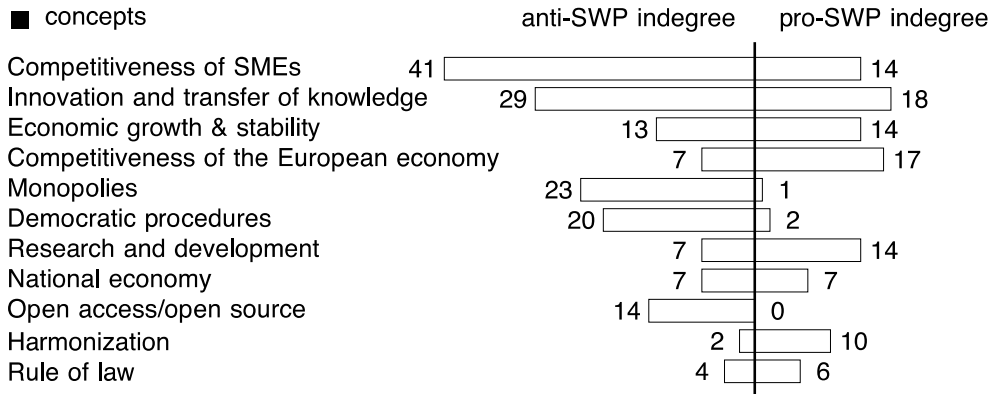 ■ concepts anti-SWP indegree pro-SWP indegree
Competitiveness of SMEs 41 14
Innovation and transfer of knowledge 29 18
Economic growth & stability 13 14
Competitiveness of the European economy 7 17
Monopolies 23 1
Democratic procedures 20 2
Research and development 7 14
National economy 7 7
Open access/open source 14 0
Harmonization 2 10
Rule of law 4 6